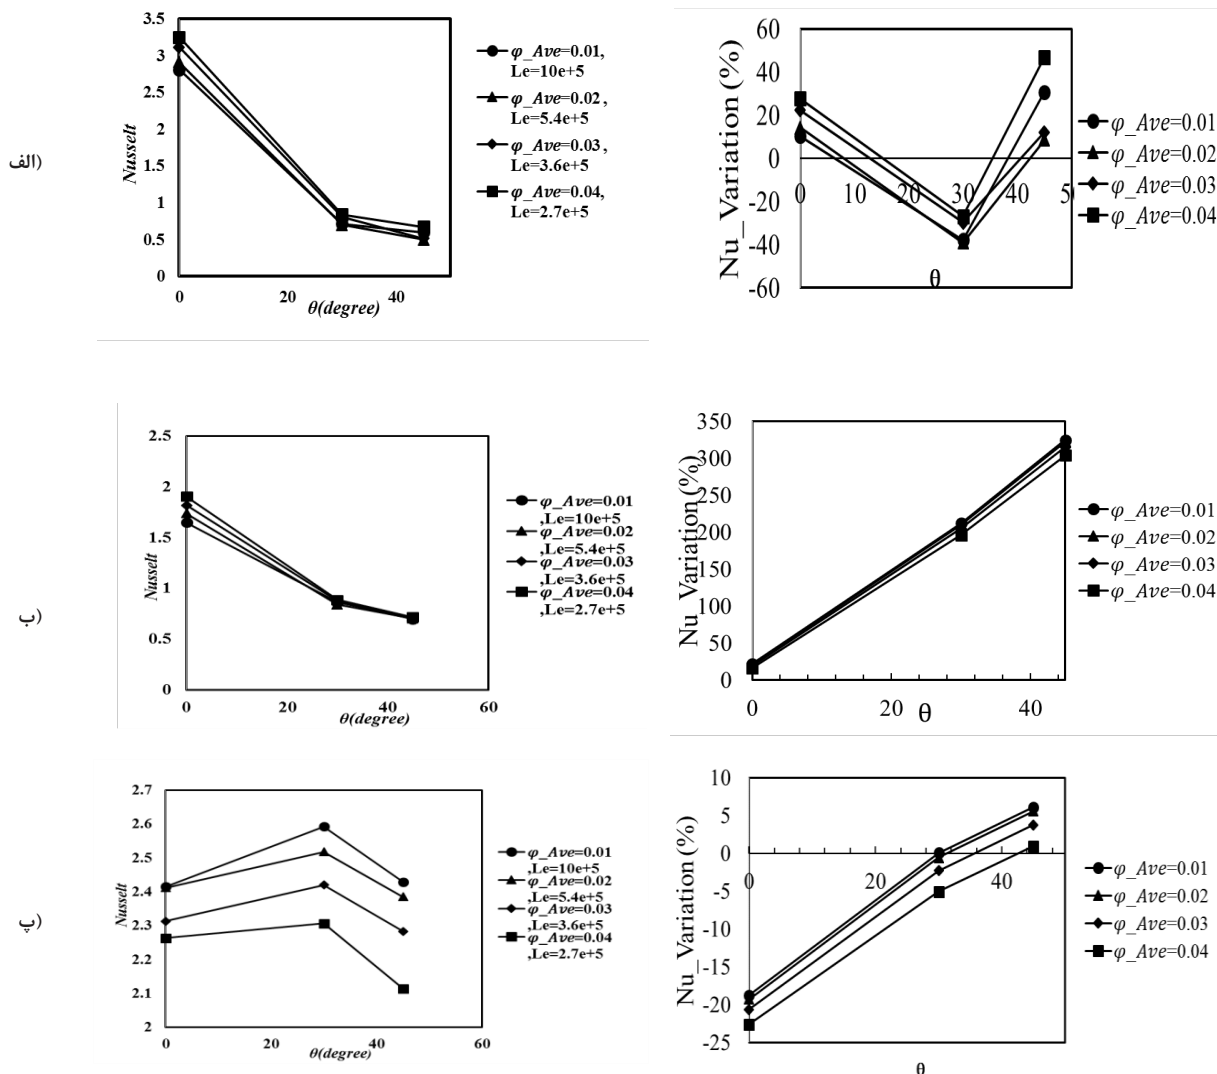 الف)
3.5
3
2.5
2
1.5
1
0.5
0
Nusselt
0 20 40
θ(degree)
φ_Ave=0.01,
Le=10e+5
φ_Ave=0.02 ,
Le=5.4e+5
φ_Ave=0.03 ,
Le=3.6e+5
φ_Ave=0.04,
Le=2.7e+5
60
40
20
0
-20
-40
-60
Nu_Variation (%)
0 10 20 30 40 5
θ
φ_Ave=0.01
φ_Ave=0.02
φ_Ave=0.03
φ_Ave=0.04
ب)
2.5
2
1.5
1
0.5
0
Nusselt
0 20 40 60
θ(degree)
φ_Ave=0.01
,Le=10e+5
φ_Ave=0.02
,Le=5.4e+5
φ_Ave=0.03
,Le=3.6e+5
φ_Ave=0.04
,Le=2.7e+5
350
300
250
200
150
100
50
0
Nu_Variation (%)
0 20 40
θ
φ_Ave=0.01
φ_Ave=0.02
φ_Ave=0.03
φ_Ave=0.04
پ)
2.7
2.6
2.5
2.4
2.3
2.2
2.1
2
Nusselt
0 20 40 60
θ(degree)
φ_Ave=0.01
,Le=10e+5
φ_Ave=0.02
,Le=5.4e+5
φ_Ave=0.03
,Le=3.6e+5
φ_Ave=0.04
,Le=2.7e+5
10
5
0
-5
-10
-15
-20
-25
Nu_Variation (%)
0 20 40
θ
φ_Ave=0.01
φ_Ave=0.02
φ_Ave=0.03
φ_Ave=0.04